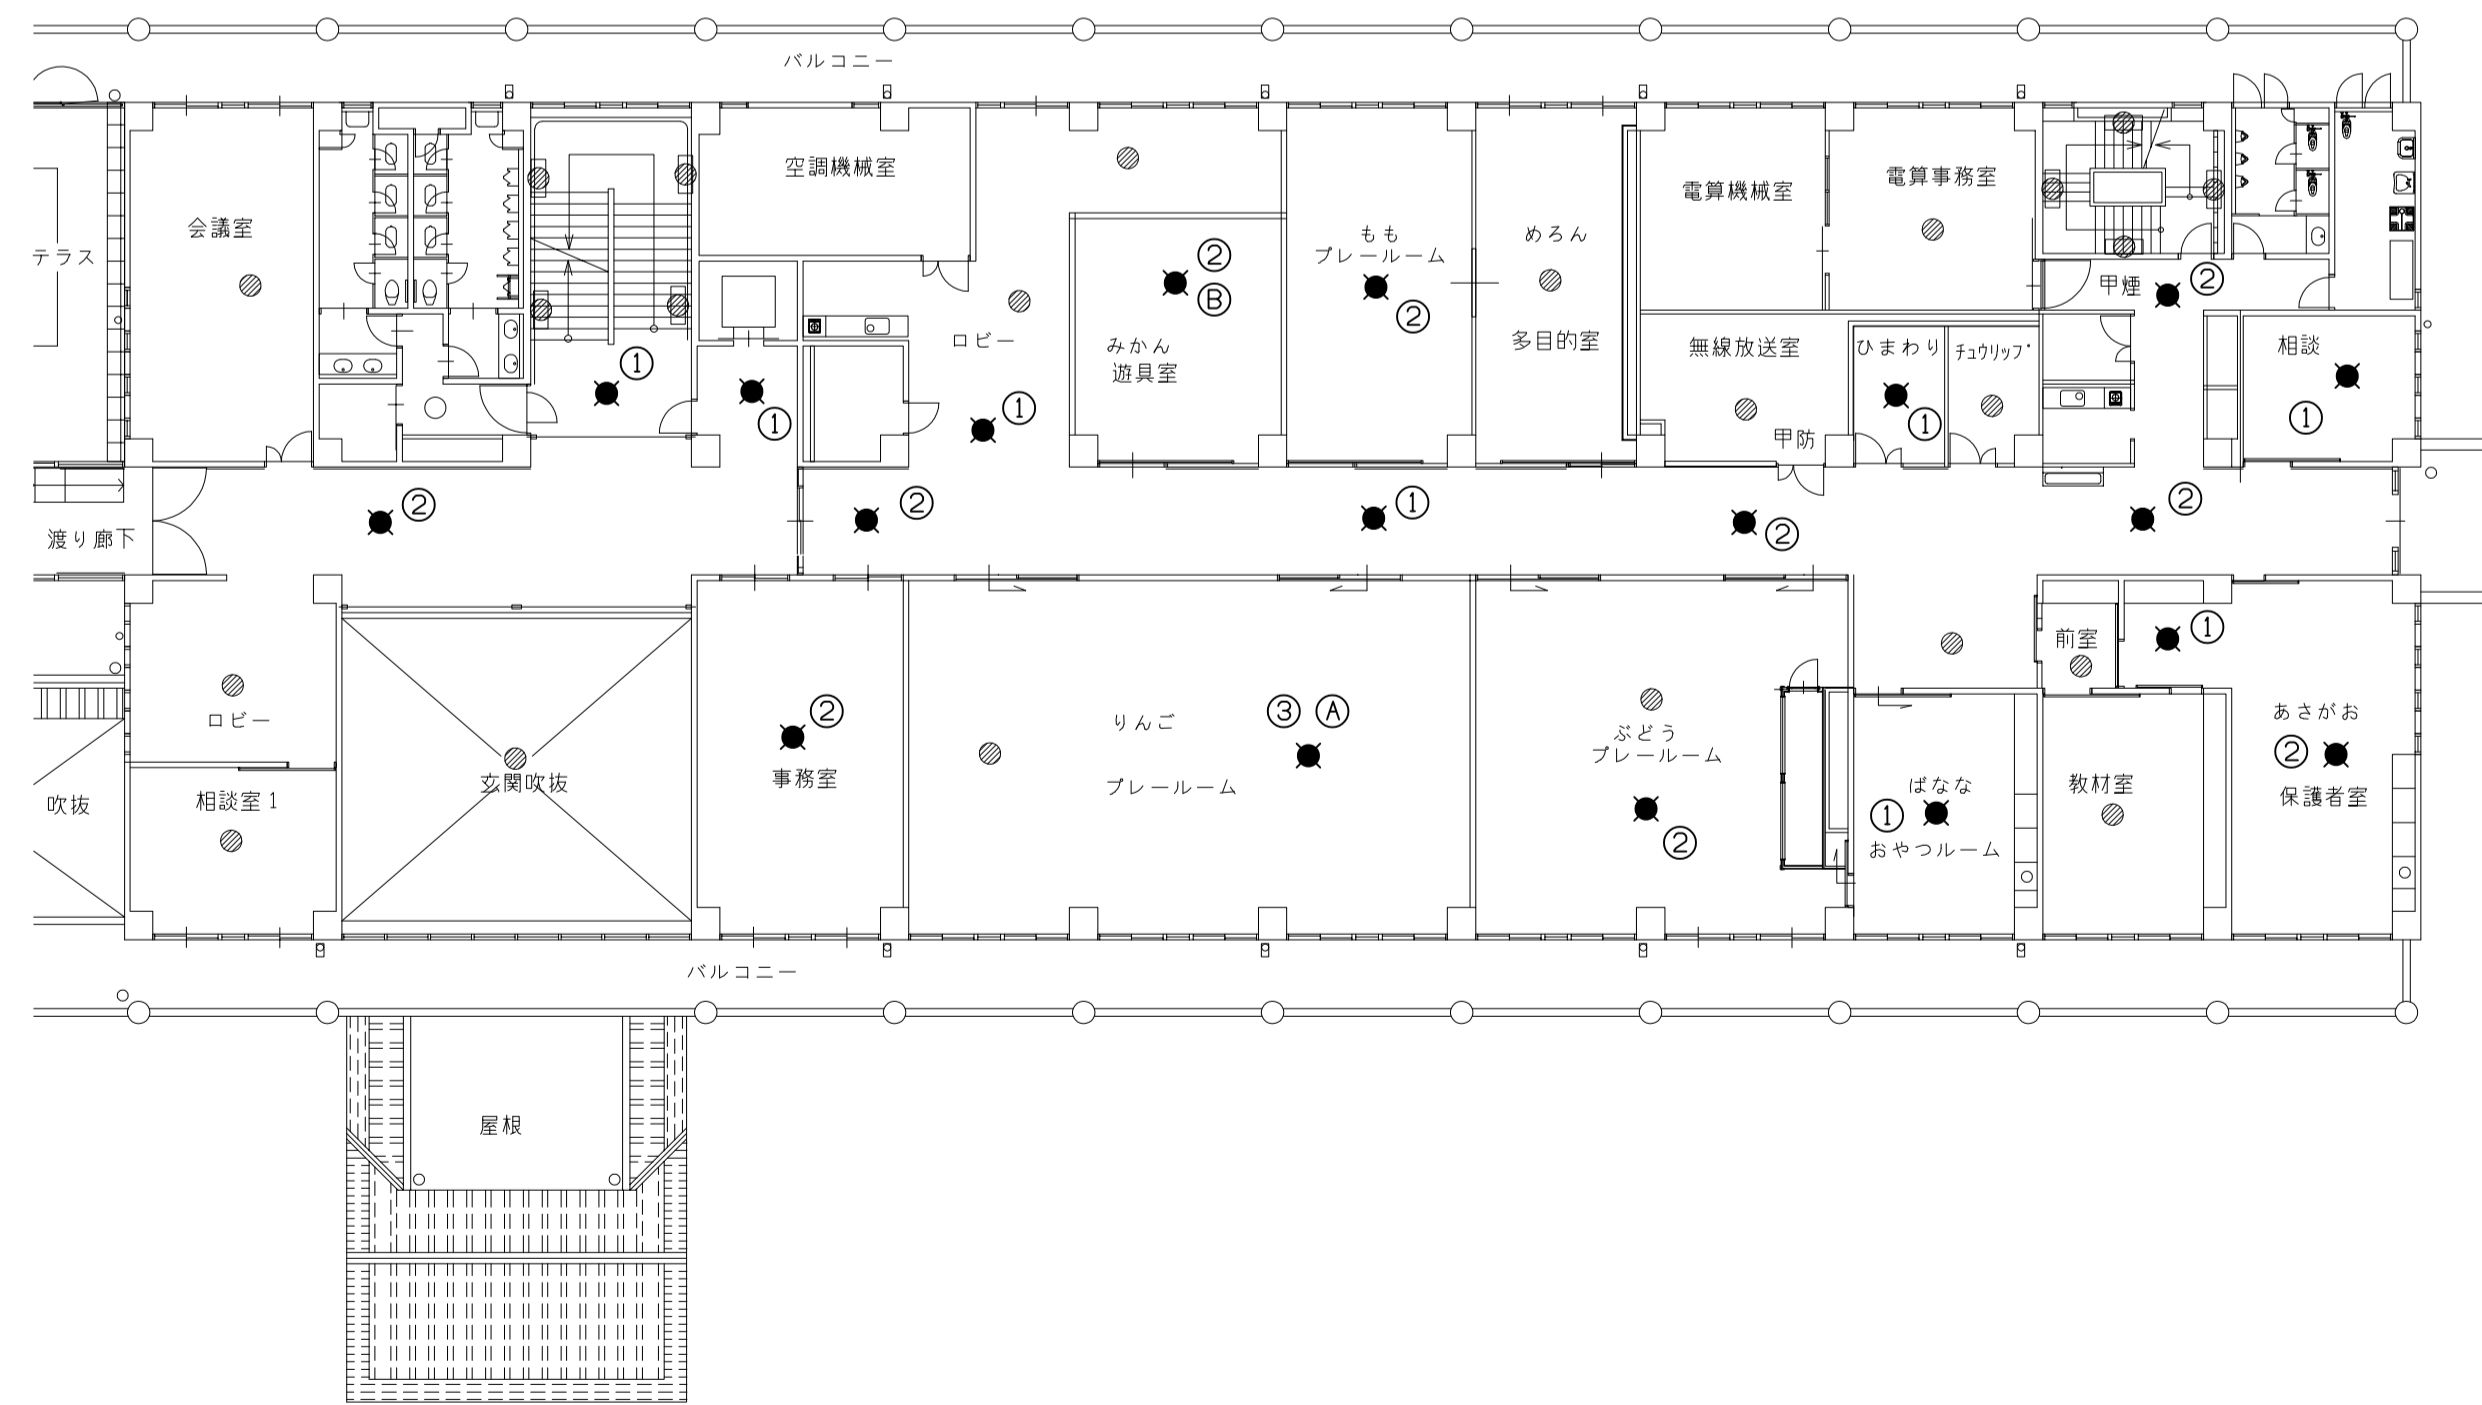 バルコニー
テラス
会議室
空調機械室
ロビー
みかん
遊具室
②
Ⓑ
もも
プレールーム
②
めろん
多目的室
電算機械室
電算事務室
無線放送室
甲防
ひまわり
①
チュウリップ
甲煙
②
相談
①
①
①
①
渡り廊下
②
②
①
②
②
ロビー
相談室1
吹抜
玄関吹抜
②
事務室
りんご
プレールーム
③ Ⓐ
ぶどう
プレールーム
②
ばなな
①
おやつルーム
前室
①
教材室
あさがお
②
保護者室
バルコニー
屋根